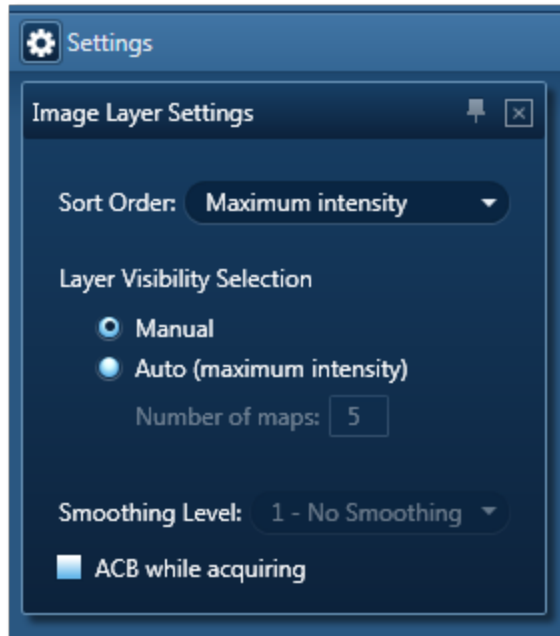 Settings
Image Layer Settings
Sort Order: Maximum intensity
Layer Visibility Selection
Manual
Auto (maximum intensity)
Number of maps: 5
Smoothing Level: 1 - No Smoothing
ACB while acquiring